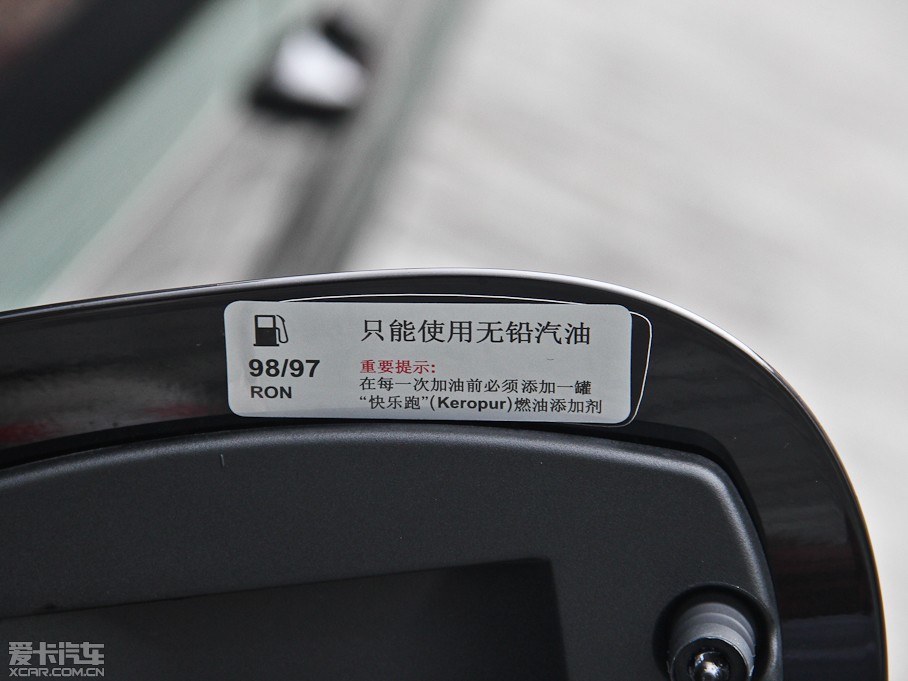 只能使用无铅汽油
98/97
RON
重要提示:
在每一次加油前必须添加一罐
“快乐跑”(Keropur)燃油添加剂
爱卡汽车
XCAR.COM.CN